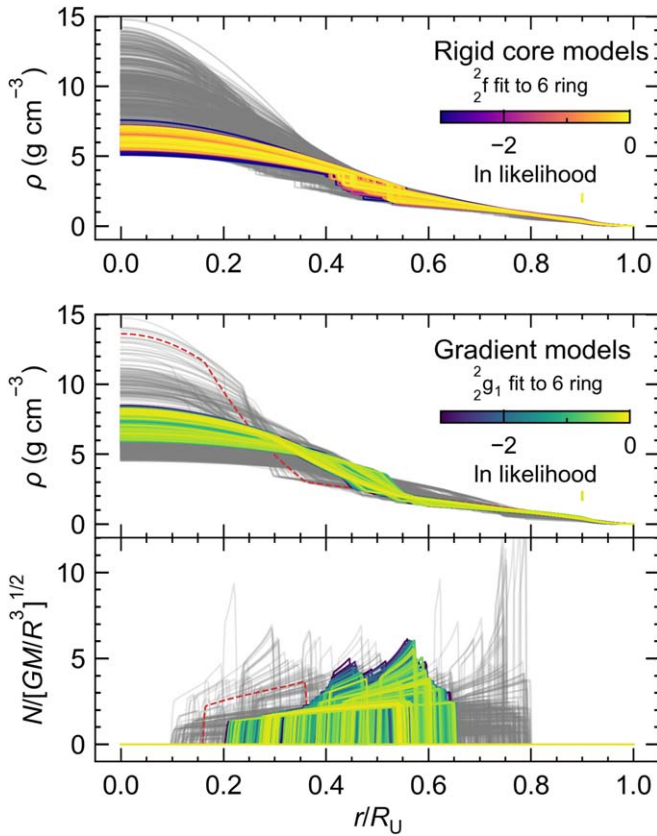 15
Rigid core models
²₂f fit to 6 ring
10
ρ (g cm⁻³)
−2 0
5
ln likelihood
0
0.0 0.2 0.4 0.6 0.8 1.0
15
Gradient models
²₂g₁ fit to 6 ring
10
ρ (g cm⁻³)
−2 0
5
ln likelihood
0
10
N/[GM/R³]¹/²
5
0
0.0 0.2 0.4 0.6 0.8 1.0
r/R_U